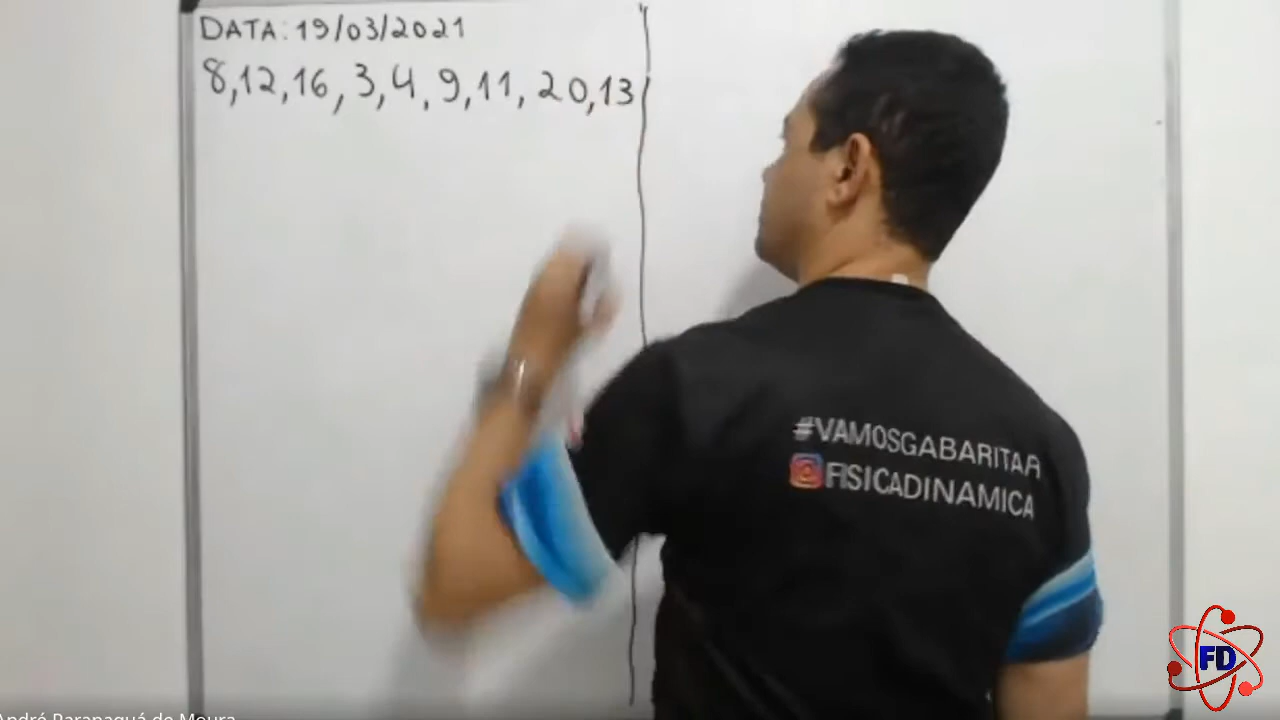 DATA: 19/03/2021
8,12,16,3,4,9,11,20,13
#VAMOSGABARITAR
FISICADINAMICA
FD
André Paranaguá de Moura